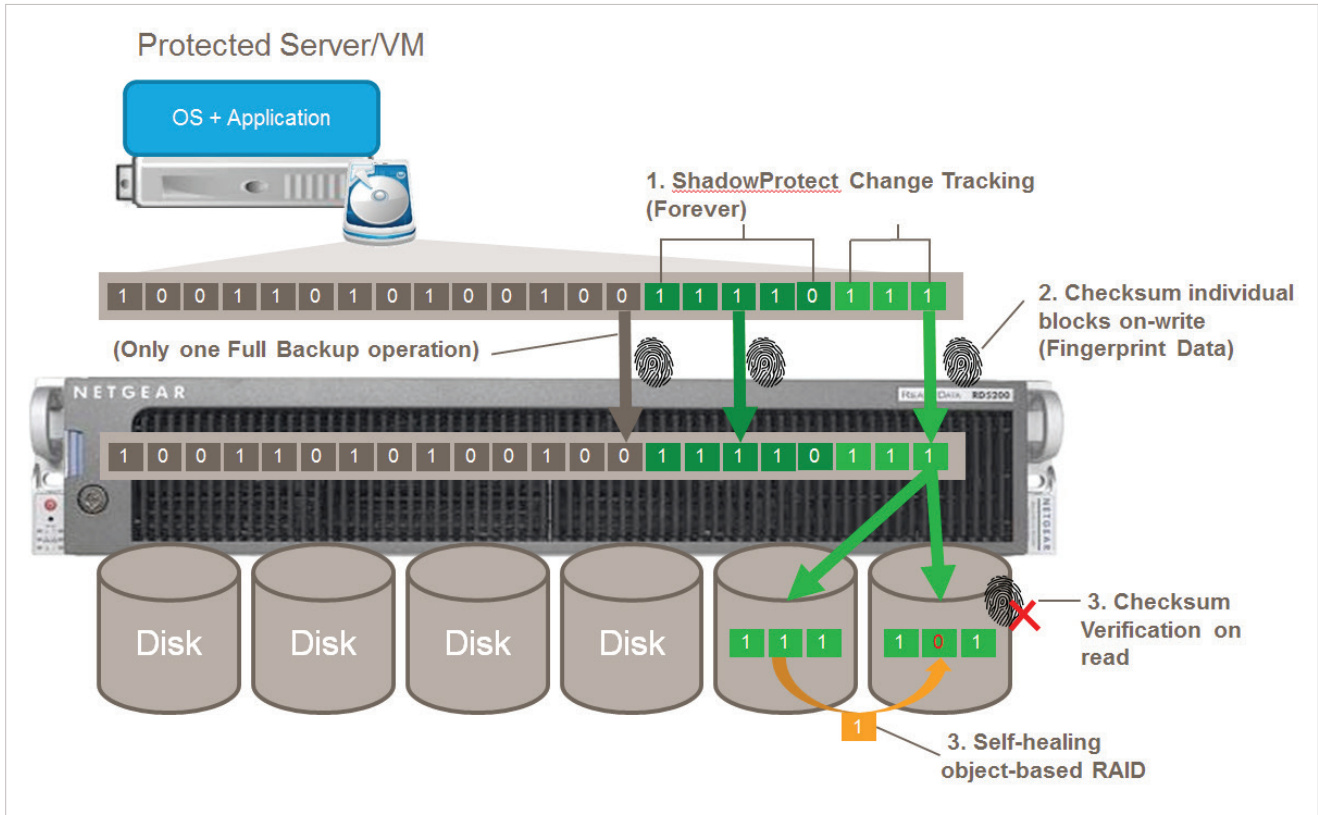 Protected Server/VM
OS + Application
1. ShadowProtect Change Tracking
(Forever)
1 0 0 1 1 0 1 0 1 0 0 1 0 0 1 1 1 1 0 1 1 1
2. Checksum individual
blocks on-write
(Fingerprint Data)
(Only one Full Backup operation)
NETGEAR
READYDATA RD5200
1 0 0 1 1 0 1 0 1 0 0 1 0 0 1 1 1 1 0 1 1 1
NETGEAR
Disk Disk Disk Disk
1 1 1
1 0 1
3. Checksum
Verification on
read
1
3. Self-healing
object-based RAID